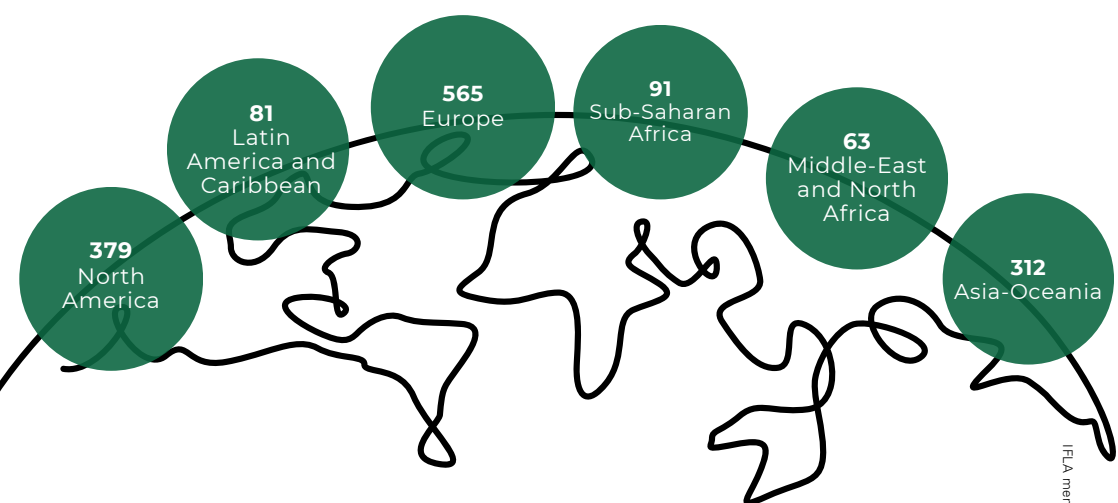 379
North
America
81
Latin
America and
Caribbean
565
Europe
91
Sub-Saharan
Africa
63
Middle-East
and North
Africa
312
Asia-Oceania
IFLA